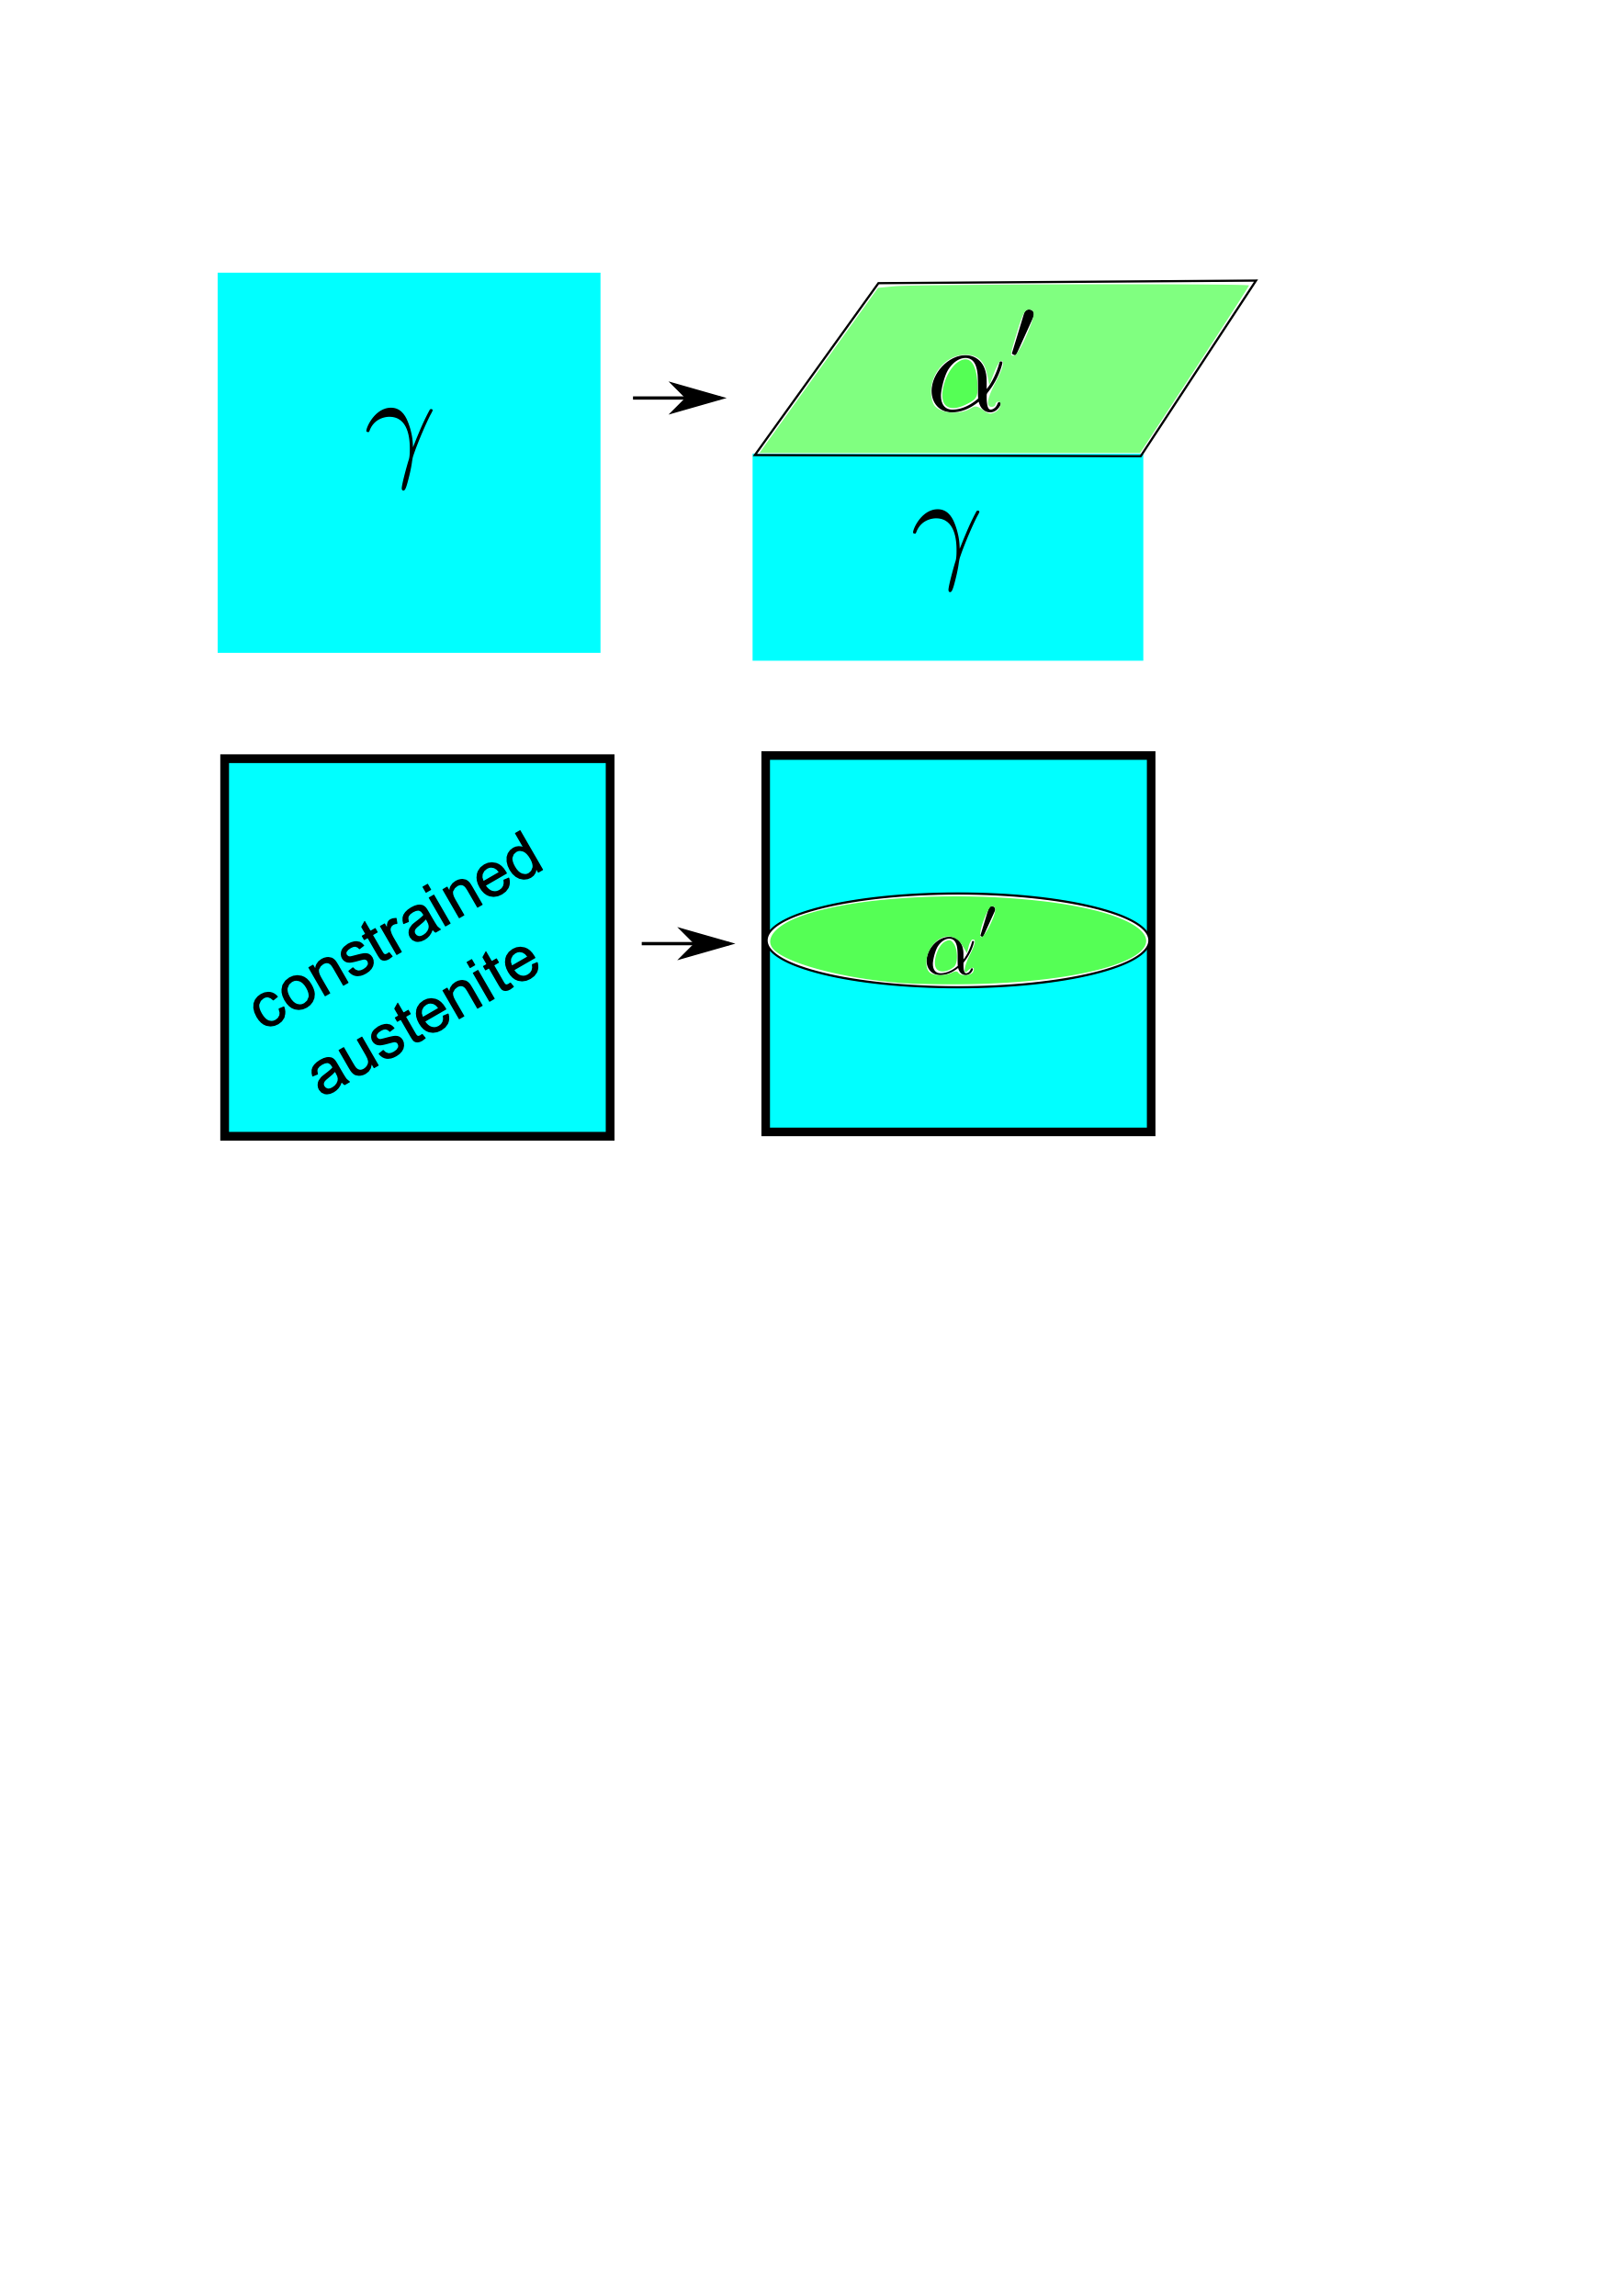 γ
α′
γ
constrained
austenite
α′